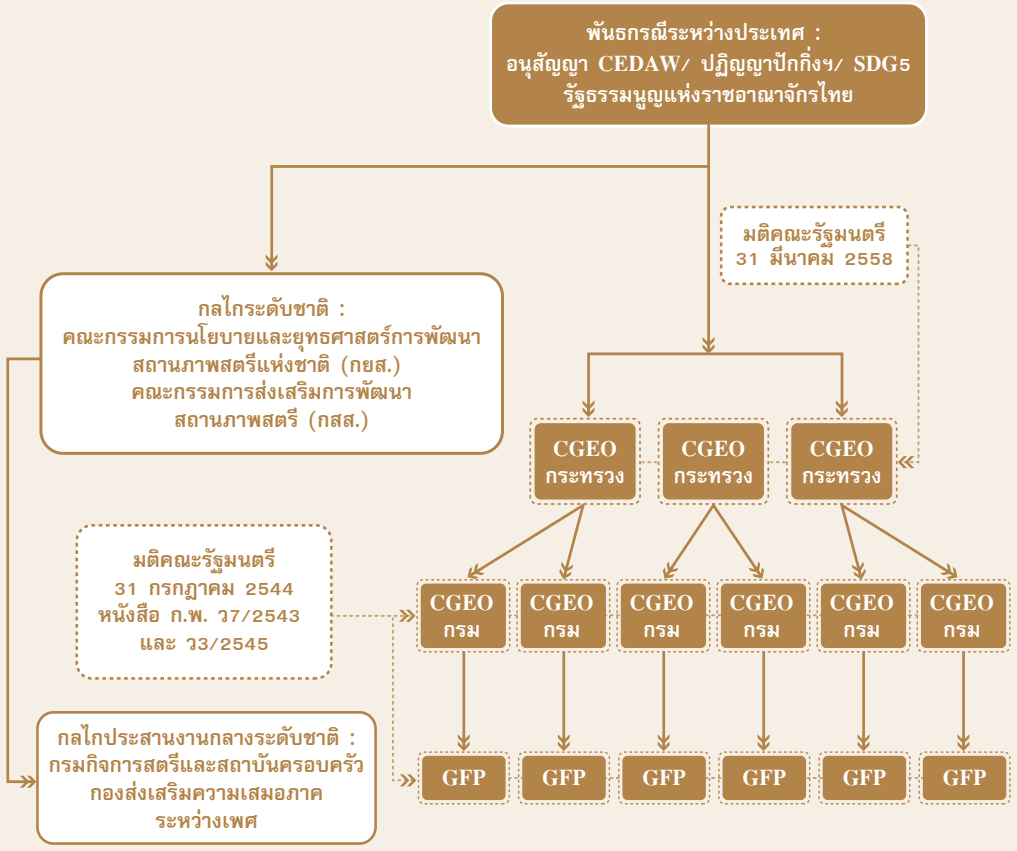 พันธกรณีระหว่างประเทศ :
อนุสัญญา CEDAW/ ปฏิญญาปักกิ่งฯ/ SDG5
รัฐธรรมนูญแห่งราชอาณาจักรไทย
มติคณะรัฐมนตรี
31 มีนาคม 2558
กลไกระดับชาติ :
คณะกรรมการนโยบายและยุทธศาสตร์การพัฒนา
สถานภาพสตรีแห่งชาติ (กยส.)
คณะกรรมการส่งเสริมการพัฒนา
สถานภาพสตรี (กสส.)
CGEO
กระทรวง
CGEO
กระทรวง
CGEO
กระทรวง
มติคณะรัฐมนตรี
31 กรกฎาคม 2544
หนังสือ ก.พ. ว7/2543
และ ว3/2545
CGEO
กรม
CGEO
กรม
CGEO
กรม
CGEO
กรม
CGEO
กรม
CGEO
กรม
กลไกประสานงานกลางระดับชาติ :
กรมกิจการสตรีและสถาบันครอบครัว
กองส่งเสริมความเสมอภาค
ระหว่างเพศ
GFP
GFP
GFP
GFP
GFP
GFP